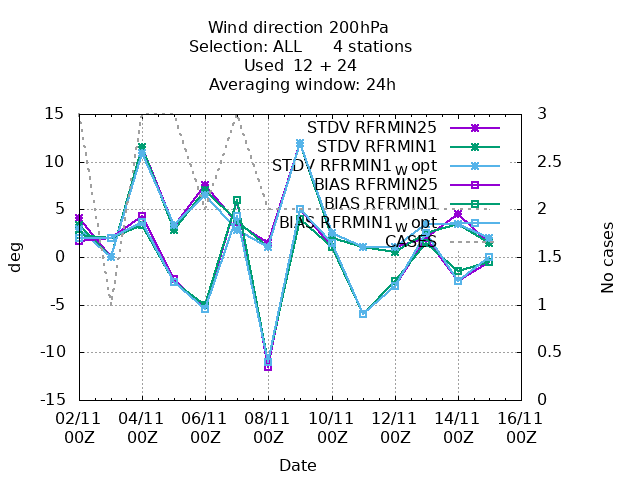 Wind direction 200hPa
Selection: ALL 4 stations
Used 12 + 24
Averaging window: 24h
15 3
STDV RFRMIN25
STDV RFRMIN1
10 STDV RFRMIN1w opt 2.5
BIAS RFRMIN25
BIAS RFRMIN1
5 2
BIAS RFRMIN1w opt
CASES
deg
0 1.5
No cases
-5 1
-10 0.5
-15 0
02/11 04/11 06/11 08/11 10/11 12/11 14/11 16/11
00Z 00Z 00Z 00Z 00Z 00Z 00Z 00Z
Date